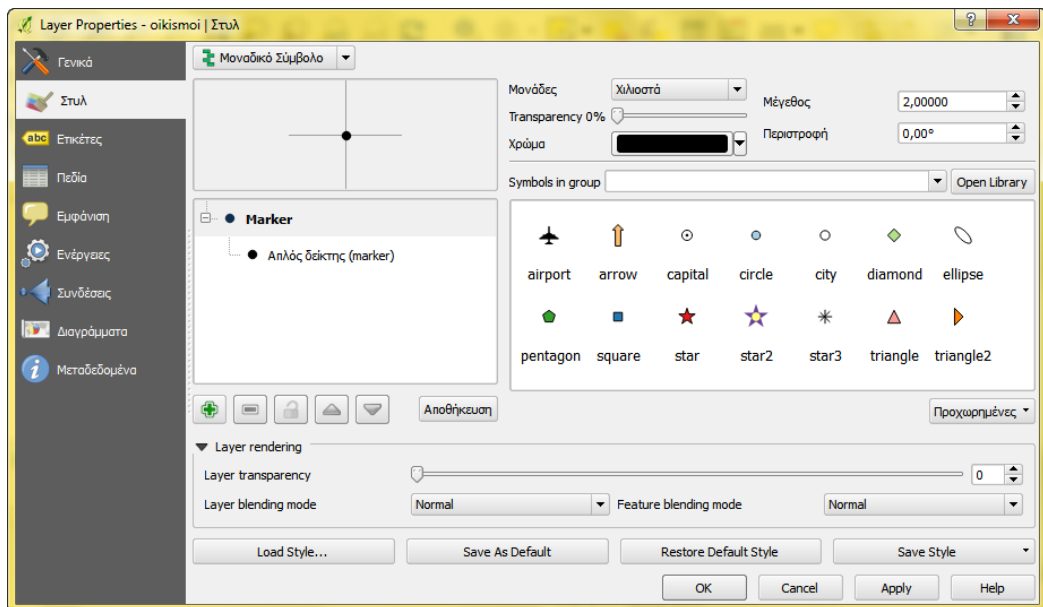 Layer Properties - oikismoi | Στυλ
Γενικά
Στυλ
abc Ετικέτες
Πεδία
Εμφάνιση
Ενέργειες
Συνδέσεις
Διαγράμματα
Μεταδεδομένα
Μοναδικό Σύμβολο
Μονάδες Χιλιοστά
Transparency 0%
Χρώμα
Μέγεθος 2,00000
Περιστροφή 0,00°
Symbols in group Open Library
Marker
Απλός δείκτης (marker)
airport arrow capital circle city diamond ellipse
pentagon square star star2 star3 triangle triangle2
Αποθήκευση
Προχωρημένες
Layer rendering
Layer transparency 0
Layer blending mode Normal Feature blending mode Normal
Load Style... Save As Default Restore Default Style Save Style
OK Cancel Apply Help